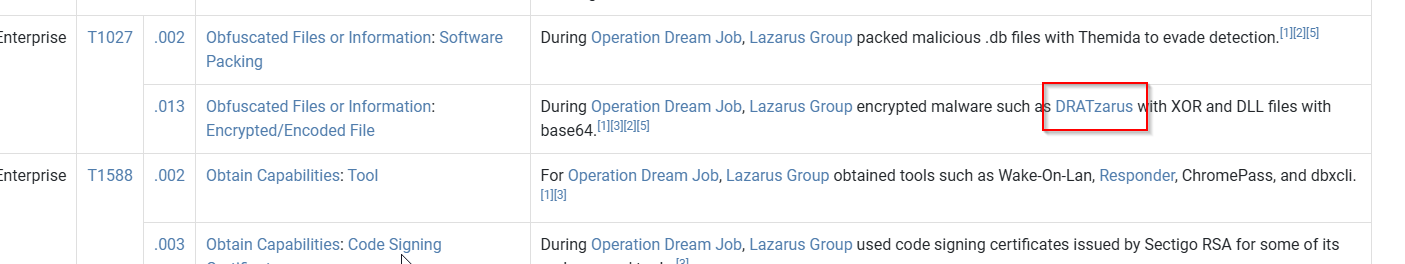 Enterprise T1027 .002 Obfuscated Files or Information: Software During Operation Dream Job, Lazarus Group packed malicious .db files with Themida to evade detection.[1][2][5]
Packing
.013 Obfuscated Files or Information: During Operation Dream Job, Lazarus Group encrypted malware such as DRATzarus with XOR and DLL files with
Encrypted/Encoded File base64.[1][3][2][5]
Enterprise T1588 .002 Obtain Capabilities: Tool For Operation Dream Job, Lazarus Group obtained tools such as Wake-On-Lan, Responder, ChromePass, and dbxcli.
[1][3]
.003 Obtain Capabilities: Code Signing During Operation Dream Job, Lazarus Group used code signing certificates issued by Sectigo RSA for some of its
[3]